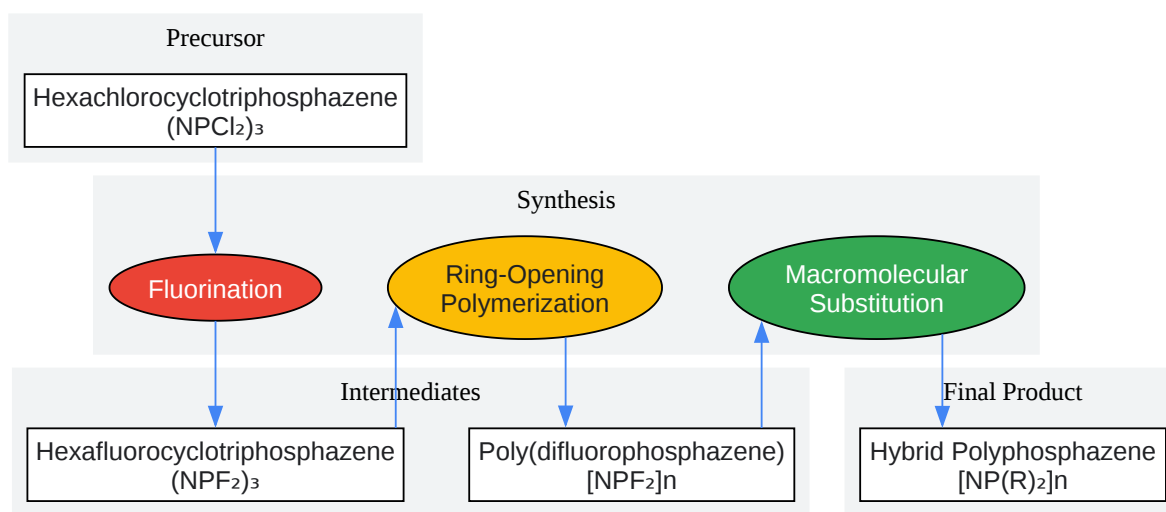 Precursor
Hexachlorocyclotriphosphazene
(NPCl₂)₃
Synthesis
Fluorination
Ring-Opening
Polymerization
Macromolecular
Substitution
Intermediates
Hexafluorocyclotriphosphazene
(NPF₂)₃
Poly(difluorophosphazene)
[NPF₂]n
Final Product
Hybrid Polyphosphazene
[NP(R)₂]n